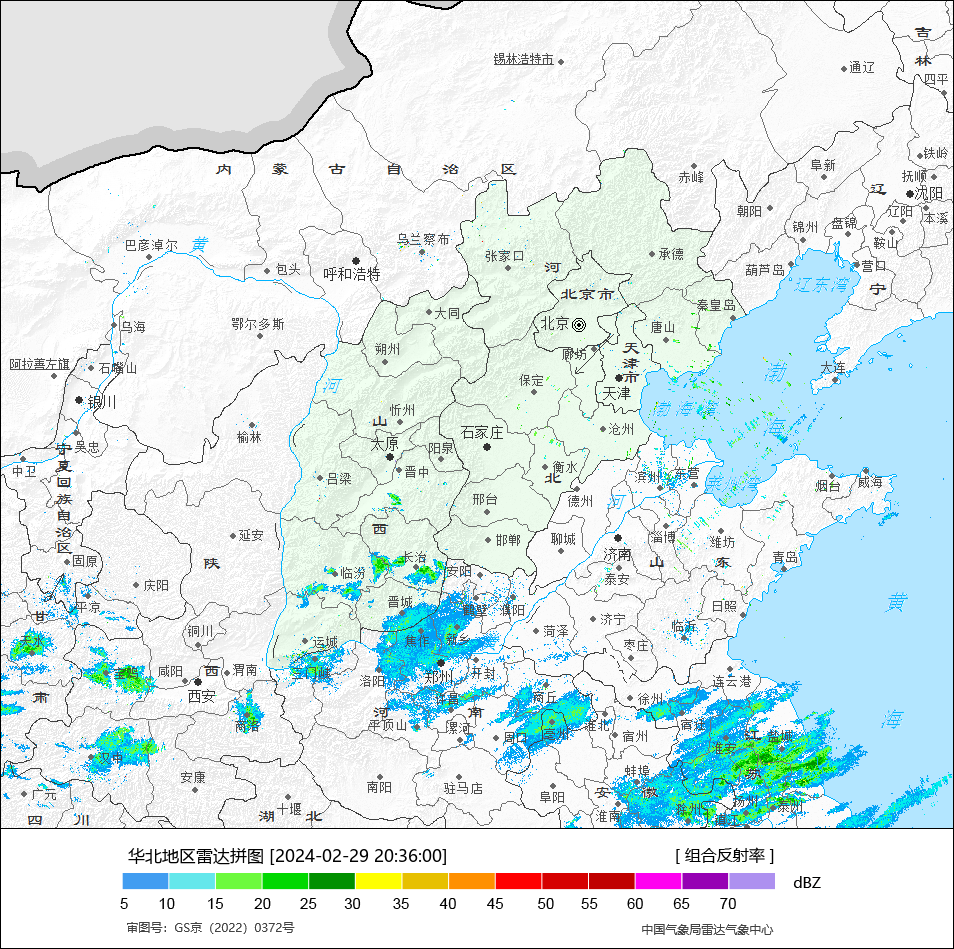 锡林浩特市
通辽
吉
林
四平
内 蒙 古 自 治 区
赤峰
阜新
铁岭
抚顺
辽
沈阳
朝阳
辽阳
本溪
锦州
盘锦
鞍山
巴彦淖尔
黄
乌兰察布
张家口
河
承德
葫芦岛
营口
包头
呼和浩特
宁
辽东湾
北京市
秦皇岛
大同
北京
唐山
乌海
鄂尔多斯
朔州
廊坊
天
津
市
阿拉善左旗
石嘴山
大连
渤
保定
天津
河
银川
忻州
山
渤海湾
沧州
海
榆林
太原
石家庄
吴忠
宁
夏
回
族
自
治
区
阳泉
中卫
晋中
衡水
北
滨州
东营
莱州湾
烟台
威海
吕梁
邢台
德州
河
西
延安
邯郸
聊城
济南
淄博
潍坊
青岛
固原
陕
长治
山
东
临汾
安阳
泰安
庆阳
黄
平凉
晋城
鹤壁
濮阳
日照
甘
济宁
临沂
铜川
焦作
新乡
菏泽
天水
运城
枣庄
咸阳
西
渭南
三门峡
洛阳
郑州
开封
宝鸡
连云港
肃
西安
许昌
商丘
徐州
河
南
海
商洛
平顶山
漯河
周口
亳州
淮北
宿州
宿迁
江
盐城
淮安
汉中
苏
安康
南阳
驻马店
蚌埠
广元
阜阳
安
徽
扬州
泰州
十堰
淮南
滁州
四 川
湖 北
华北地区雷达拼图 [2024-02-29 20:36:00]
[ 组合反射率 ]
dBZ
5 10 15 20 25 30 35 40 45 50 55 60 65 70
审图号：GS京（2022）0372号
中国气象局雷达气象中心